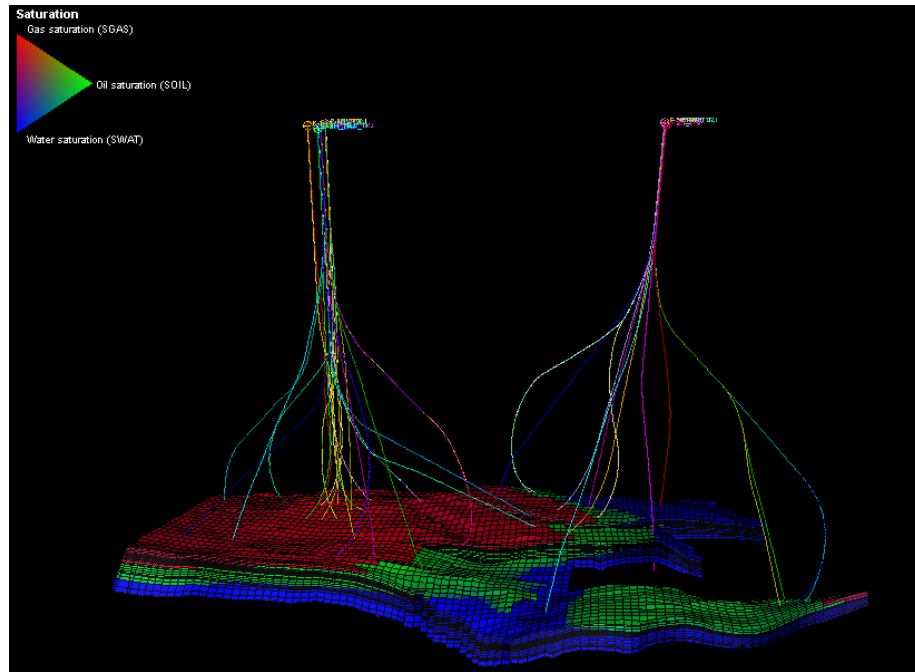 Saturation
Gas saturation (SGAS)
Oil saturation (SOIL)
Water saturation (SWAT)